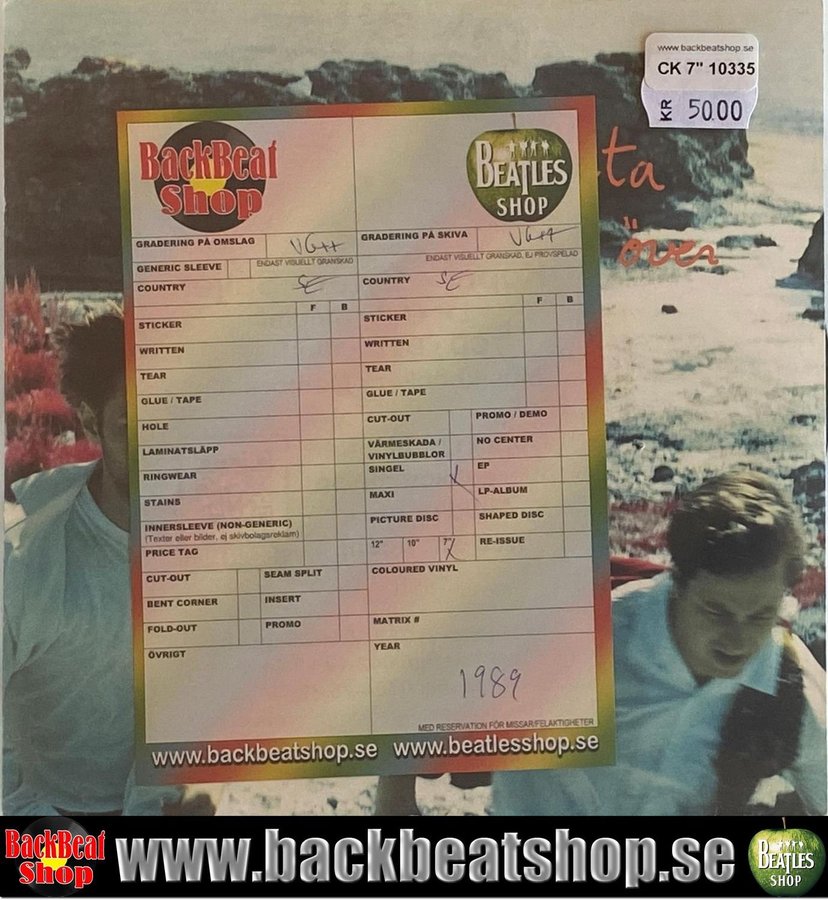 www.backbeatshop.se
CK 7" 10335
KR 50.00
ta
över
BackBeat
Shop
BEATLES
SHOP
GRADERING PÅ OMSLAG VG++ GRADERING PÅ SKIVA VG++
GENERIC SLEEVE ENDAST VISUELLT GRANSKAD ENDAST VISUELLT GRANSKAD, EJ PROVSPELAD
COUNTRY SE COUNTRY SE
F B F B
STICKER STICKER
WRITTEN WRITTEN
TEAR TEAR
GLUE / TAPE GLUE / TAPE
HOLE CUT-OUT PROMO / DEMO
LAMINATSLÄPP VÄRMESKADA / VINYLBUBBLOR NO CENTER
RINGWEAR SINGEL X EP
STAINS MAXI LP-ALBUM
INNERSLEEVE (NON-GENERIC) PICTURE DISC SHAPED DISC
(Texter eller bilder, ej skivbolagsreklam)
PRICE TAG 12" 10" 7" X RE-ISSUE
CUT-OUT SEAM SPLIT COLOURED VINYL
BENT CORNER INSERT
FOLD-OUT PROMO MATRIX #
ÖVRIGT YEAR
1989
MED RESERVATION FÖR MISSAR/FELAKTIGHETER
www.backbeatshop.se www.beatlesshop.se
BackBeat
Shop
www.backbeatshop.se
BEATLES
SHOP